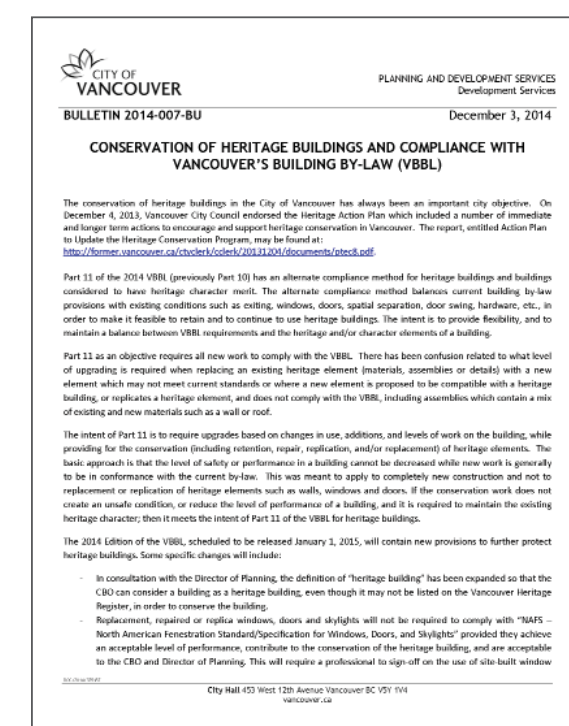 CITY OF
VANCOUVER
PLANNING AND DEVELOPMENT SERVICES
Development Services
BULLETIN 2014-007-BU
December 3, 2014
CONSERVATION OF HERITAGE BUILDINGS AND COMPLIANCE WITH
VANCOUVER'S BUILDING BY-LAW (VBBL)
The conservation of heritage buildings in the City of Vancouver has always been an important city objective. On
December 4, 2013, Vancouver City Council endorsed the Heritage Action Plan which included a number of immediate
and longer term actions to encourage and support heritage conservation in Vancouver. The report, entitled Action Plan
to Update the Heritage Conservation Program, may be found at:
http://former.vancouver.ca/ctyclerk/cclerk/20131204/documents/ptec8.pdf.
Part 11 of the 2014 VBBL (previously Part 10) has an alternate compliance method for heritage buildings and buildings
considered to have heritage character merit. The alternate compliance method balances current building by-law
provisions with existing conditions such as exiting, windows, doors, spatial separation, door swing, hardware, etc., in
order to make it feasible to retain and to continue to use heritage buildings. The intent is to provide flexibility, and to
maintain a balance between VBBL requirements and the heritage and/or character elements of a building.
Part 11 as an objective requires all new work to comply with the VBBL. There has been confusion related to what level
of upgrading is required when replacing an existing heritage element (materials, assemblies or details) with a new
element which may not meet current standards or where a new element is proposed to be compatible with a heritage
building, or replicates a heritage element, and does not comply with the VBBL, including assemblies which contain a mix
of existing and new materials such as a wall or roof.
The intent of Part 11 is to require upgrades based on changes in use, additions, and levels of work on the building, while
providing for the conservation (including retention, repair, replication, and/or replacement) of heritage elements. The
basic approach is that the level of safety or performance in a building cannot be decreased while new work is generally
to be in conformance with the current by-law. This was meant to apply to completely new construction and not to
replacement or replication of heritage elements such as walls, windows and doors. If the conservation work does not
create an unsafe condition, or reduce the level of performance of a building, and it is required to maintain the existing
heritage character; then it meets the intent of Part 11 of the VBBL for heritage buildings.
The 2014 Edition of the VBBL, scheduled to be released January 1, 2015, will contain new provisions to further protect
heritage buildings. Some specific changes will include:
- In consultation with the Director of Planning, the definition of "heritage building" has been expanded so that the
CBO can consider a building as a heritage building, even though it may not be listed on the Vancouver Heritage
Register, in order to conserve the building.
- Replacement, repaired or replica windows, doors and skylights will not be required to comply with "NAFS –
North American Fenestration Standard/Specification for Windows, Doors, and Skylights" provided they achieve
an acceptable level of performance, contribute to the conservation of the heritage building, and are acceptable
to the CBO and Director of Planning. This will require a professional to sign-off on the use of site-built window
City Hall 453 West 12th Avenue Vancouver BC V5Y 1V4
vancouver.ca